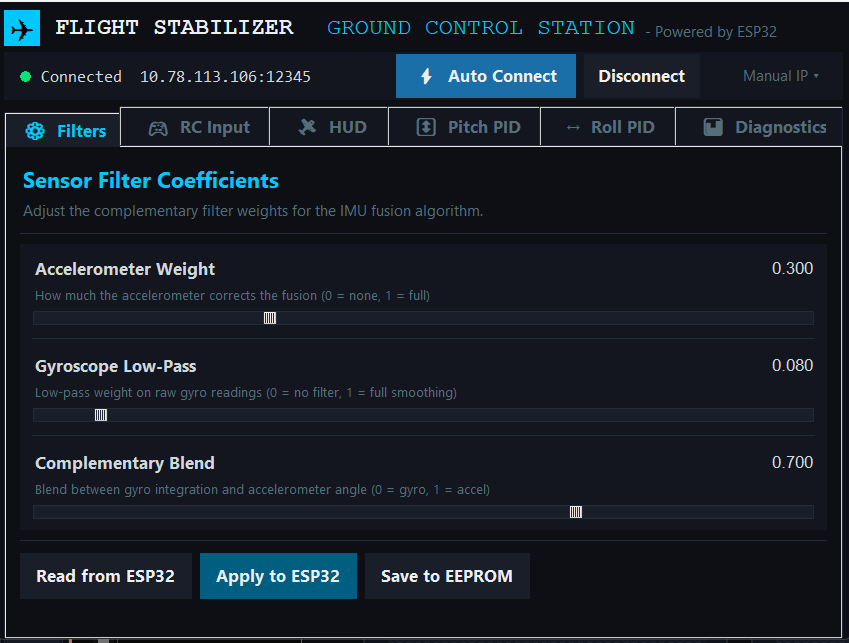 FLIGHT STABILIZER GROUND CONTROL STATION - Powered by ESP32
Connected 10.78.113.106:12345 Auto Connect Disconnect Manual IP
Filters RC Input HUD Pitch PID Roll PID Diagnostics
Sensor Filter Coefficients
Adjust the complementary filter weights for the IMU fusion algorithm.
Accelerometer Weight 0.300
How much the accelerometer corrects the fusion (0 = none, 1 = full)
Gyroscope Low-Pass 0.080
Low-pass weight on raw gyro readings (0 = no filter, 1 = full smoothing)
Complementary Blend 0.700
Blend between gyro integration and accelerometer angle (0 = gyro, 1 = accel)
Read from ESP32 Apply to ESP32 Save to EEPROM